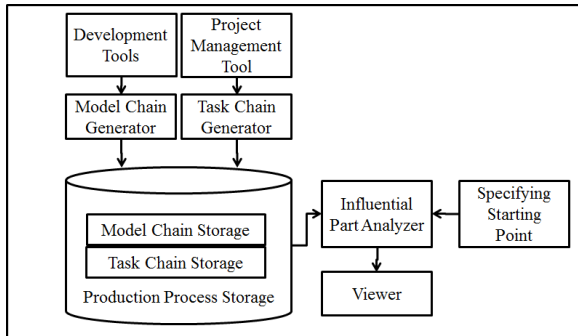 Development
Tools
Project
Management
Tool
Model Chain
Generator
Task Chain
Generator
Model Chain Storage
Task Chain Storage
Production Process Storage
Influential
Part Analyzer
Specifying
Starting
Point
Viewer